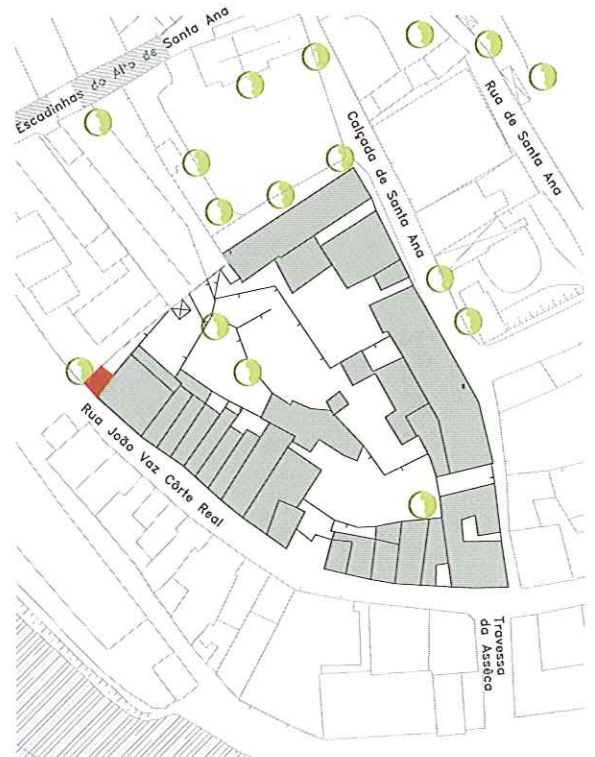 Escadinhas do Alto de Santa Ana
Calçada de Santa Ana
Rua de Santa Ana
Rua João Vaz Côrte Real
Travessa
da Assêca